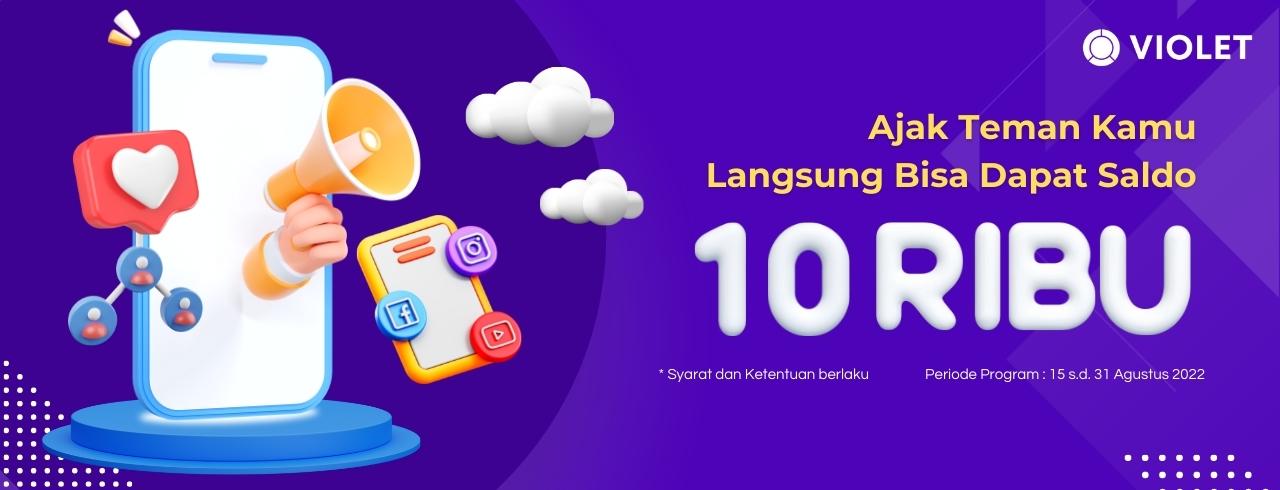 VIOLET
Ajak Teman Kamu
Langsung Bisa Dapat Saldo
10 RIBU
* Syarat dan Ketentuan berlaku
Periode Program : 15 s.d. 31 Agustus 2022